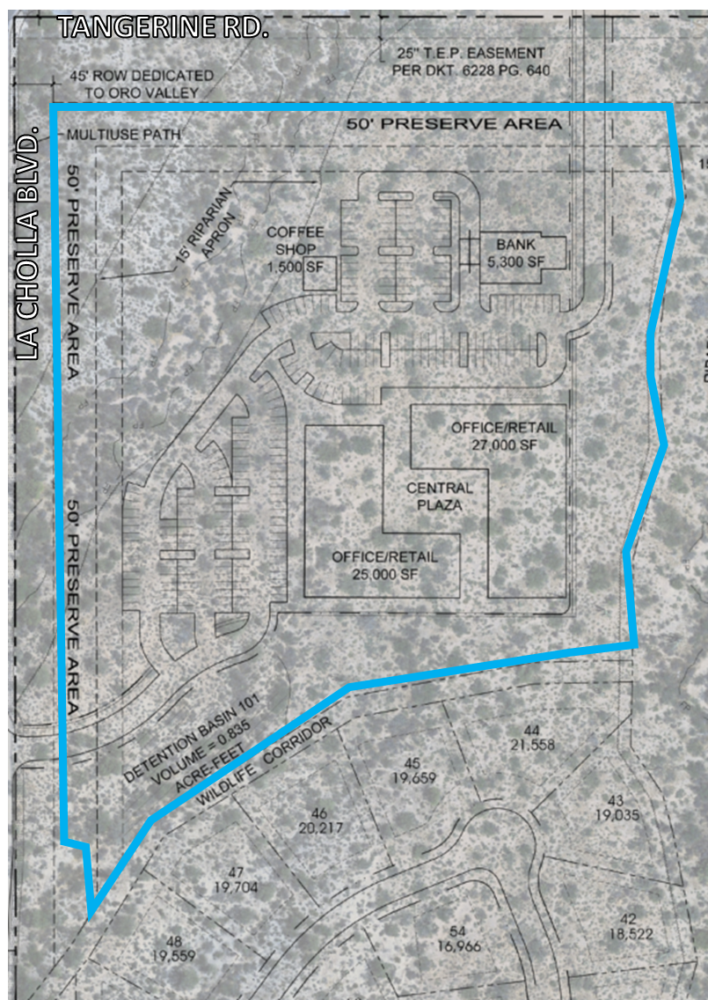 TANGERINE RD.
25" T.E.P. EASEMENT
PER DKT. 6228 PG. 640
45' ROW DEDICATED
TO ORO VALLEY
50' PRESERVE AREA
MULTIUSE PATH
LA CHOLLA BLVD.
50' PRESERVE AREA
15' RIPARIAN
APRON
COFFEE
SHOP
1,500 SF
BANK
5,300 SF
OFFICE/RETAIL
27,000 SF
CENTRAL
PLAZA
50' PRESERVE AREA
OFFICE/RETAIL
25,000 SF
DETENTION BASIN 101
VOLUME = 0.835
ACRE-FEET
WILDLIFE CORRIDOR
44
21,558
45
19,659
43
19,035
46
20,217
47
19,704
42
18,522
54
16,966
48
19,559